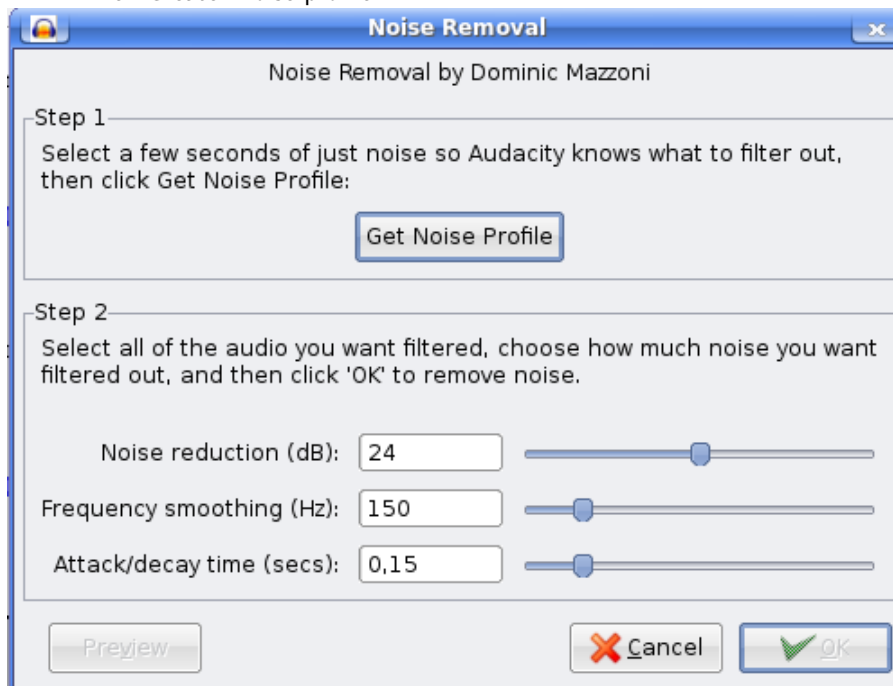 Noise Removal
Noise Removal by Dominic Mazzoni
Step 1
Select a few seconds of just noise so Audacity knows what to filter out,
then click Get Noise Profile:
Get Noise Profile
Step 2
Select all of the audio you want filtered, choose how much noise you want
filtered out, and then click 'OK' to remove noise.
Noise reduction (dB): 24
Frequency smoothing (Hz): 150
Attack/decay time (secs): 0,15
Preview Cancel OK